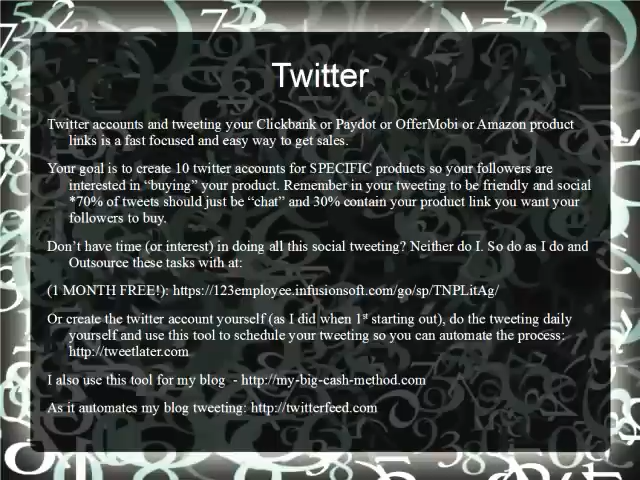 Twitter
Twitter accounts and tweeting your Clickbank or Paydot or OfferMobi or Amazon product
links is a fast focused and easy way to get sales.
Your goal is to create 10 twitter accounts for SPECIFIC products so your followers are
interested in “buying” your product. Remember in your tweeting to be friendly and social
*70% of tweets should just be “chat” and 30% contain your product link you want your
followers to buy.
Don’t have time (or interest) in doing all this social tweeting? Neither do I. So do as I do and
Outsource these tasks with at:
(1 MONTH FREE!): https://123employee.infusionsoft.com/go/sp/TNPLitAg/
Or create the twitter account yourself (as I did when 1st starting out), do the tweeting daily
yourself and use this tool to schedule your tweeting so you can automate the process:
http://tweetlater.com
I also use this tool for my blog - http://my-big-cash-method.com
As it automates my blog tweeting: http://twitterfeed.com